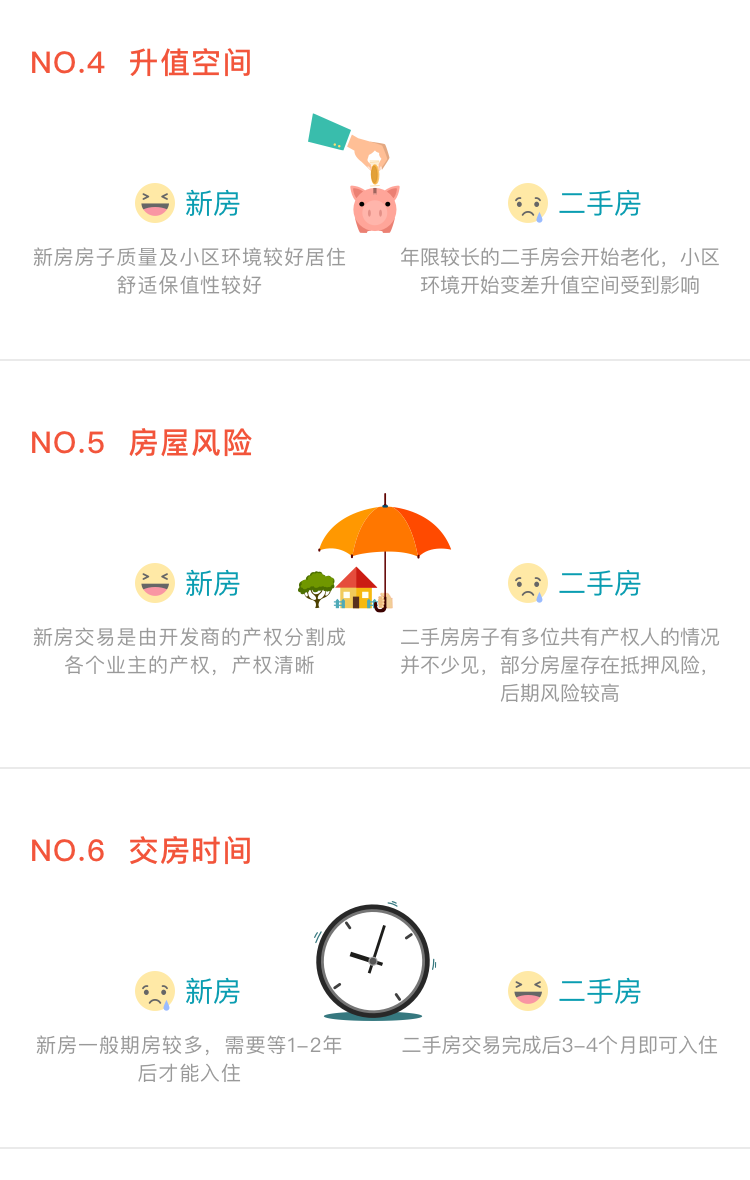 NO.4 升值空间
新房
新房房子质量及小区环境较好居住
舒适保值性较好
二手房
年限较长的二手房会开始老化，小区
环境开始变差升值空间受到影响
NO.5 房屋风险
新房
新房交易是由开发商的产权分割成
各个业主的产权，产权清晰
二手房
二手房房子有多位共有产权人的情况
并不少见，部分房屋存在抵押风险，
后期风险较高
NO.6 交房时间
新房
新房一般期房较多，需要等1-2年
后才能入住
二手房
二手房交易完成后3-4个月即可入住